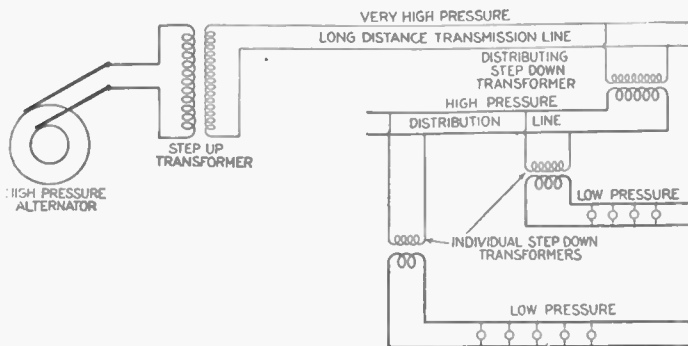 VERY HIGH PRESSURE
LONG DISTANCE TRANSMISSION LINE
DISTRIBUTING
STEP DOWN
TRANSFORMER
HIGH PRESSURE
DISTRIBUTION LINE
STEP UP
TRANSFORMER
HIGH PRESSURE
ALTERNATOR
LOW PRESSURE
INDIVIDUAL STEP DOWN
TRANSFORMERS
LOW PRESSURE